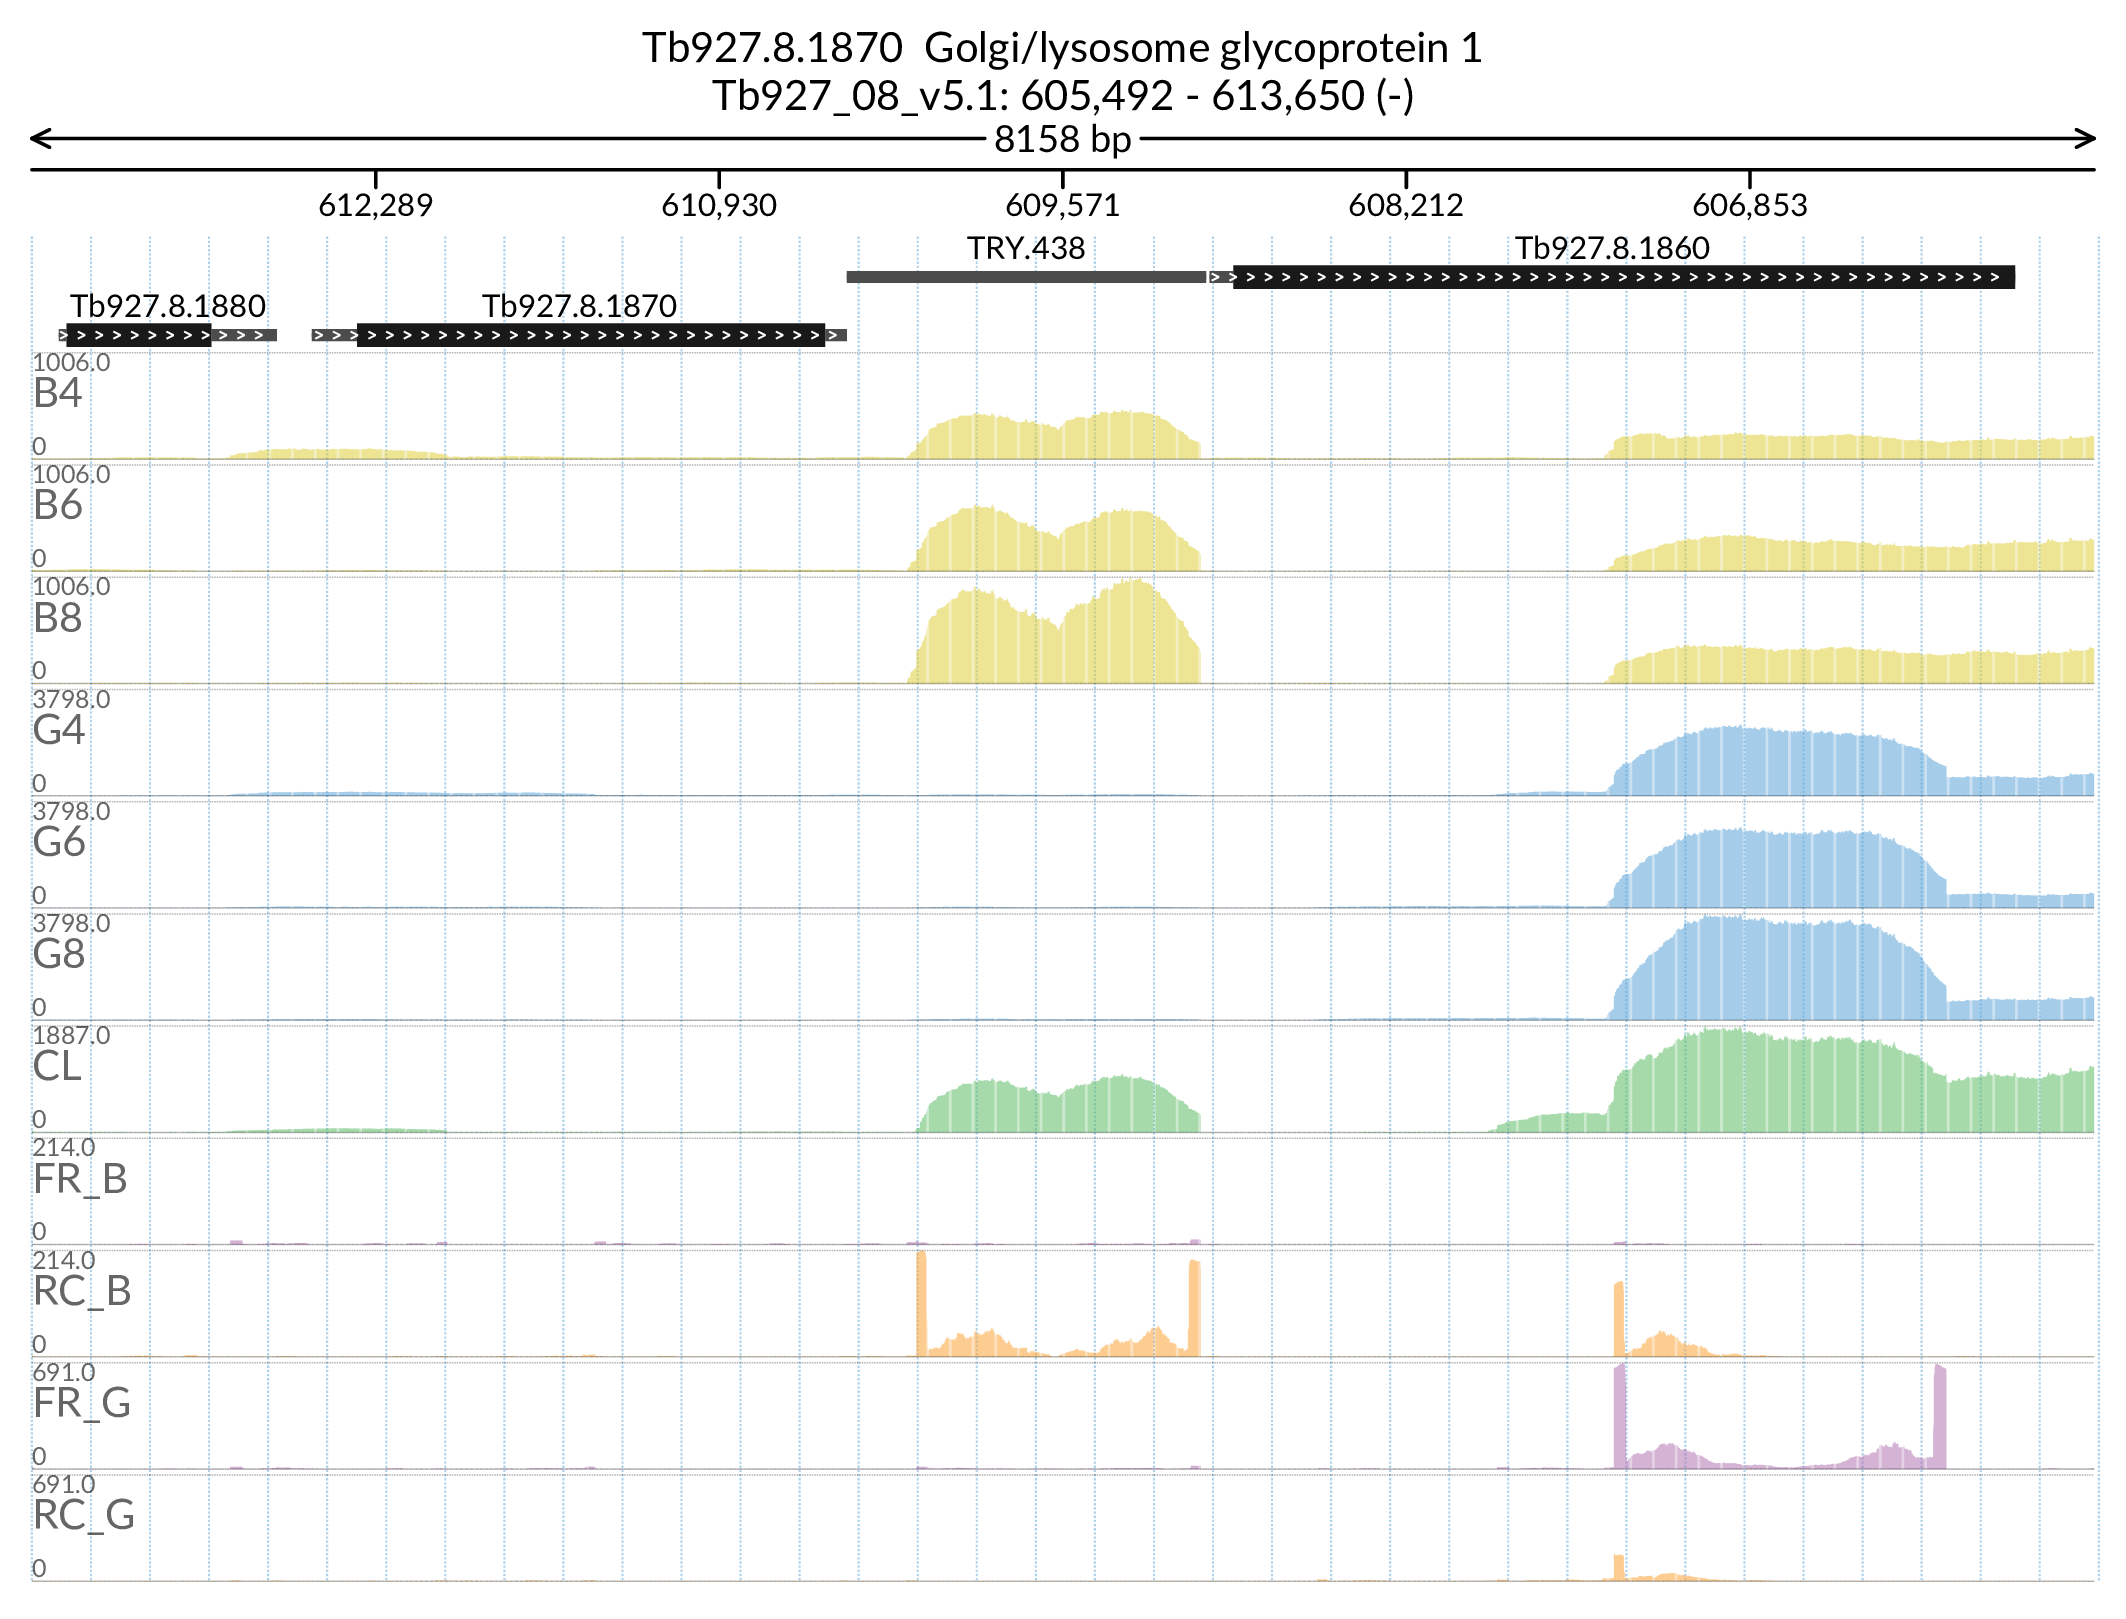 Tb927.8.1870 Golgi/lysosome glycoprotein 1
Tb927_08_v5.1: 605,492 - 613,650 (-)
8158 bp
612,289 610,930 609,571 608,212 606,853
TRY.438 Tb927.8.1860
Tb927.8.1880 Tb927.8.1870
1006.0
B4
0
1006.0
B6
0
1006.0
B8
0
3798.0
G4
0
3798.0
G6
0
3798.0
G8
0
1887.0
CL
0
214.0
FR_B
0
214.0
RC_B
0
691.0
FR_G
0
691.0
RC_G
0